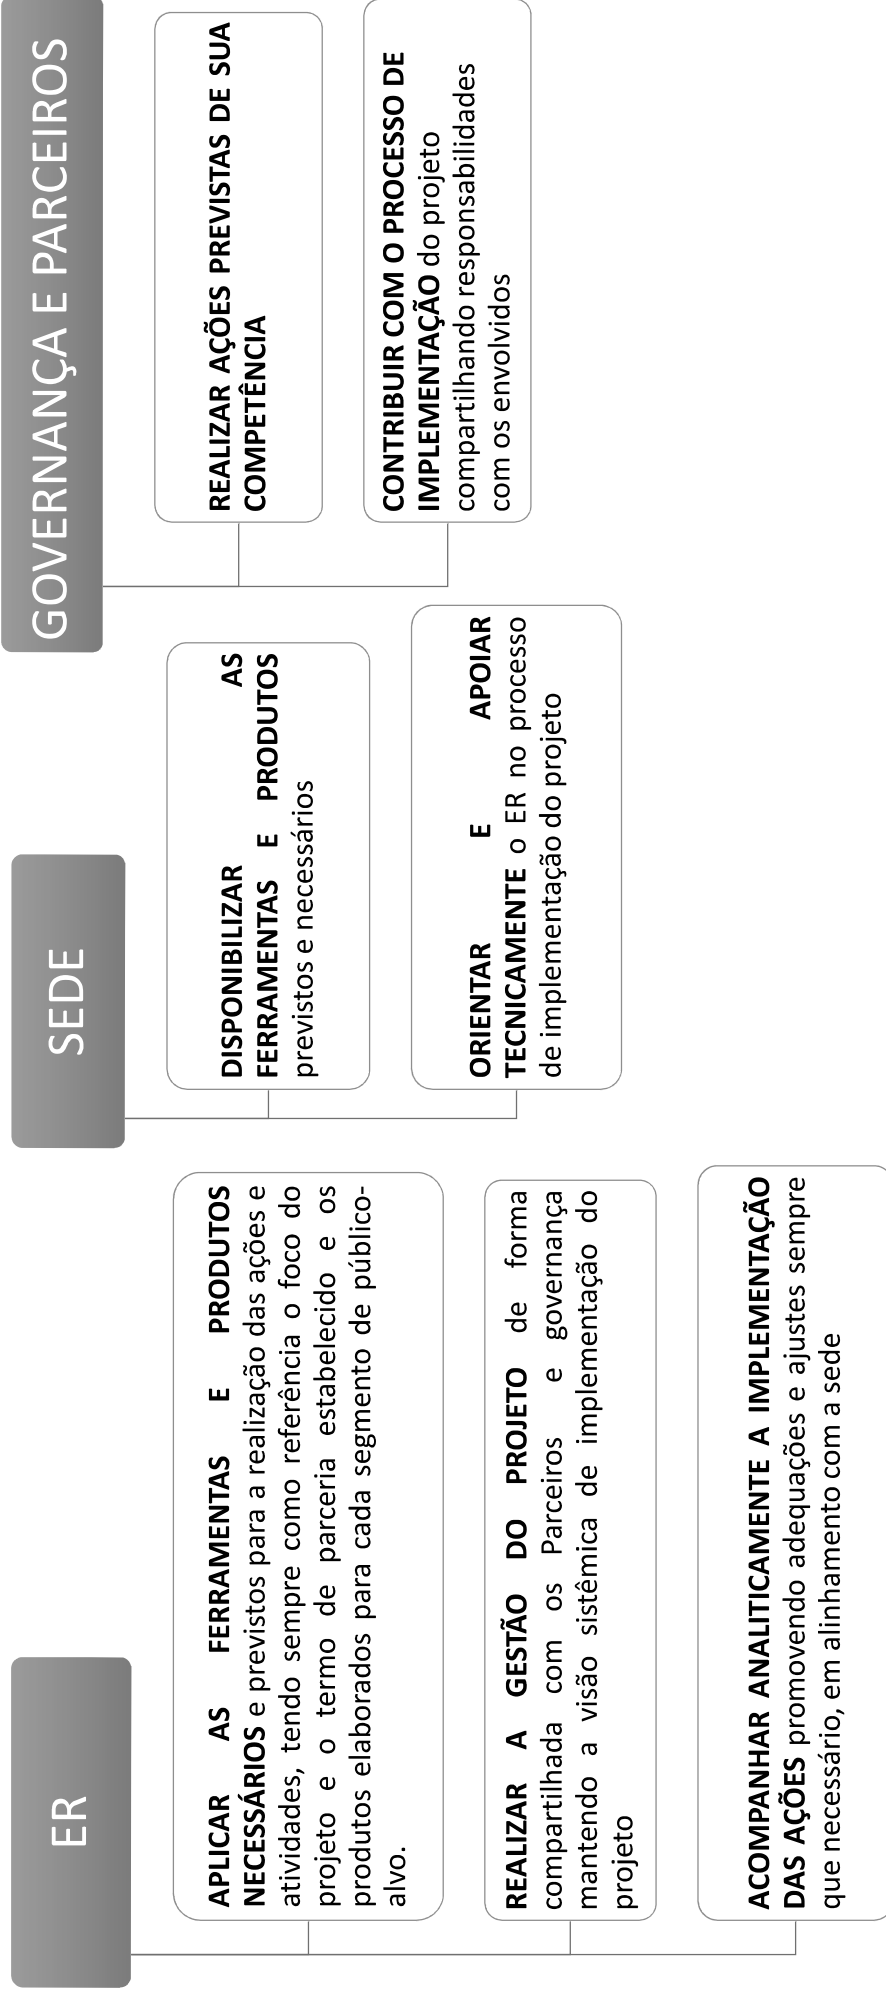 ER
APLICAR AS FERRAMENTAS E PRODUTOS
NECESSÁRIOS e previstos para a realização das ações e
atividades, tendo sempre como referência o foco do
projeto e o termo de parceria estabelecido e os
produtos elaborados para cada segmento de público-
alvo.
REALIZAR A GESTÃO DO PROJETO de forma
compartilhada com os Parceiros e governança
mantendo a visão sistêmica de implementação do
projeto
ACOMPANHAR ANALITICAMENTE A IMPLEMENTAÇÃO
DAS AÇÕES promovendo adequações e ajustes sempre
que necessário, em alinhamento com a sede
SEDE
DISPONIBILIZAR AS
FERRAMENTAS E PRODUTOS
previstos e necessários
ORIENTAR E APOIAR
TECNICAMENTE o ER no processo
de implementação do projeto
GOVERNANÇA E PARCEIROS
REALIZAR AÇÕES PREVISTAS DE SUA
COMPETÊNCIA
CONTRIBUIR COM O PROCESSO DE
IMPLEMENTAÇÃO do projeto
compartilhando responsabilidades
com os envolvidos